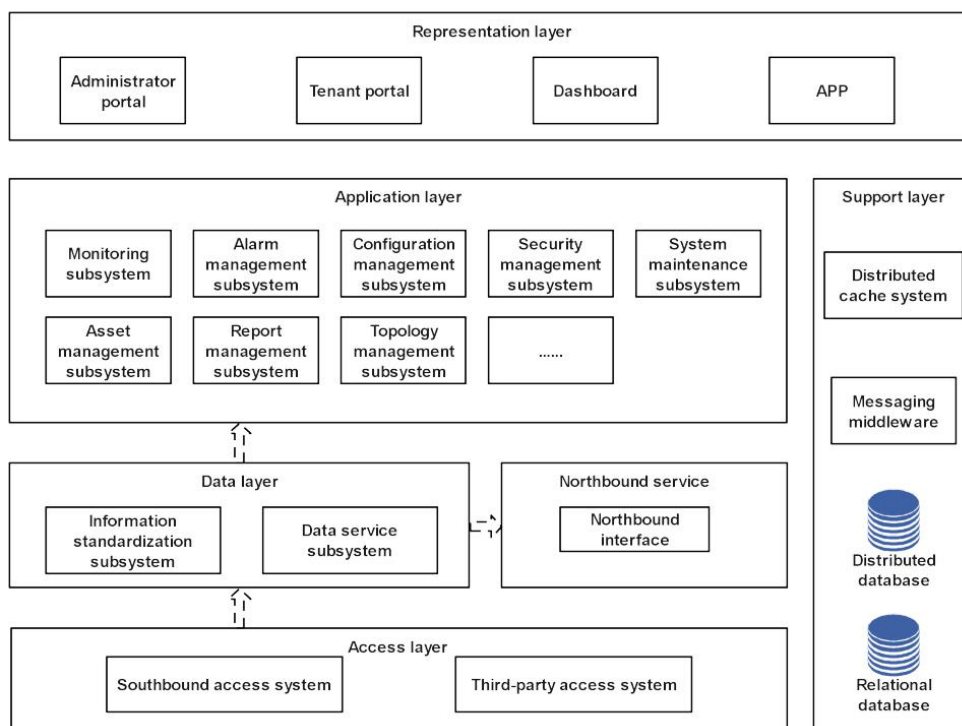 Representation layer
Administrator
portal
Tenant portal
Dashboard
APP
Application layer
Monitoring
subsystem
Alarm
management
subsystem
Configuration
management
subsystem
Security
management
subsystem
System
maintenance
subsystem
Asset
management
subsystem
Report
management
subsystem
Topology
management
subsystem
......
Support layer
Distributed
cache system
Messaging
middleware
Distributed
database
Relational
database
Data layer
Information
standardization
subsystem
Data service
subsystem
Northbound service
Northbound
interface
Access layer
Southbound access system
Third-party access system